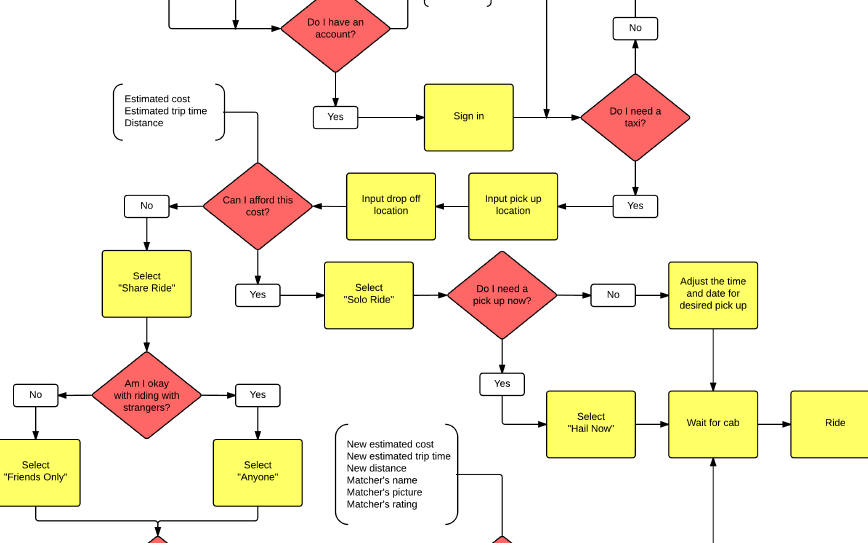 Do I have an
account?
No
Estimated cost
Estimated trip time
Distance
Yes
Sign in
Do I need a
taxi?
No
Can I afford this
cost?
Input drop off
location
Input pick up
location
Yes
Select
"Share Ride"
Yes
Select
"Solo Ride"
Do I need a
pick up now?
No
Adjust the time
and date for
desired pick up
No
Am I okay
with riding with
strangers?
Yes
Yes
Select
"Hail Now"
Wait for cab
Ride
Select
"Friends Only"
Select
"Anyone"
New estimated cost
New estimated trip time
New distance
Matcher's name
Matcher's picture
Matcher's rating